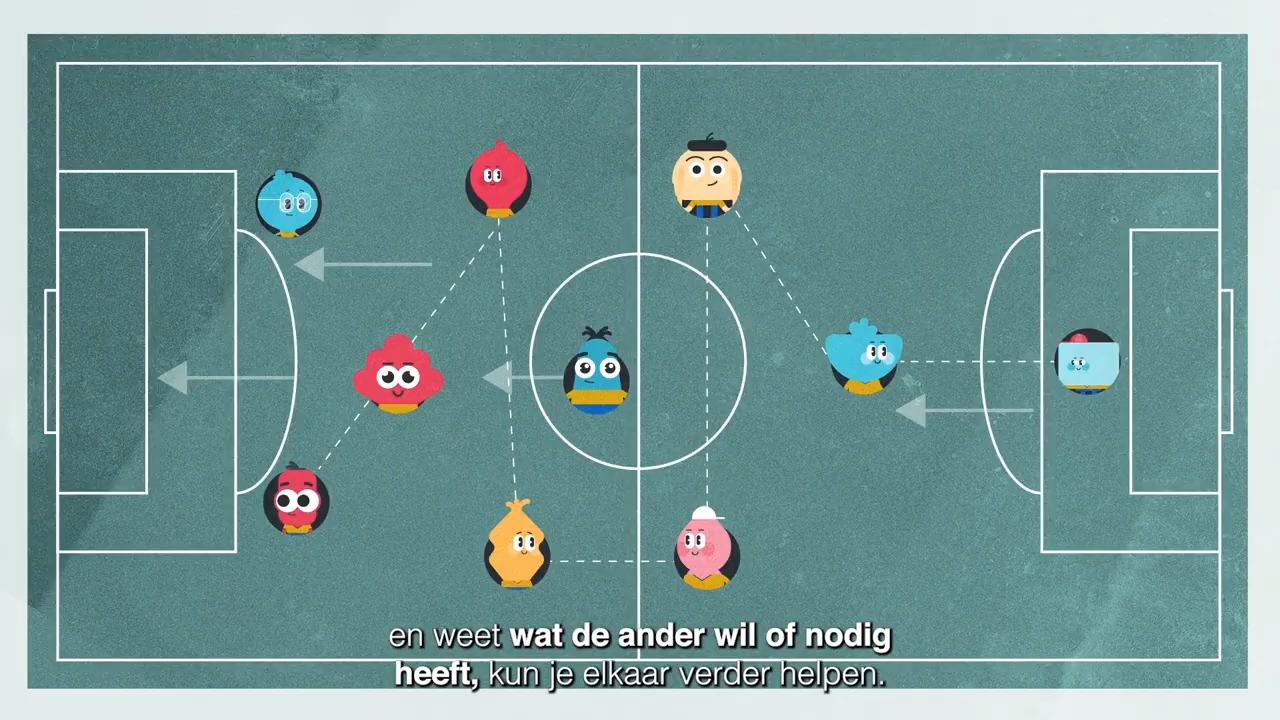 en weet wat de ander wil of nodig
heeft, kun je elkaar verder helpen.